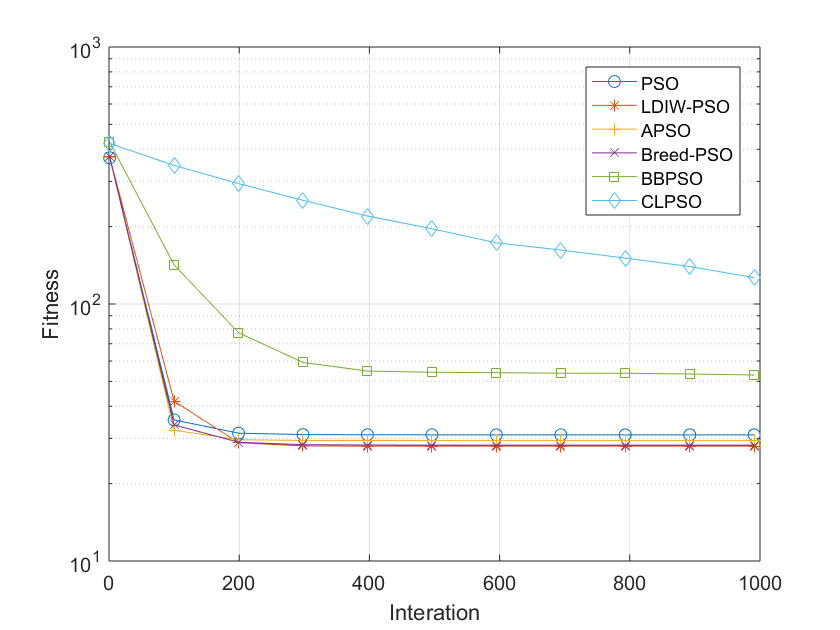 10^3
PSO
LDIW-PSO
APSO
Breed-PSO
BBPSO
CLPSO
Fitness
10^2
10^1
0 200 400 600 800 1000
Interation